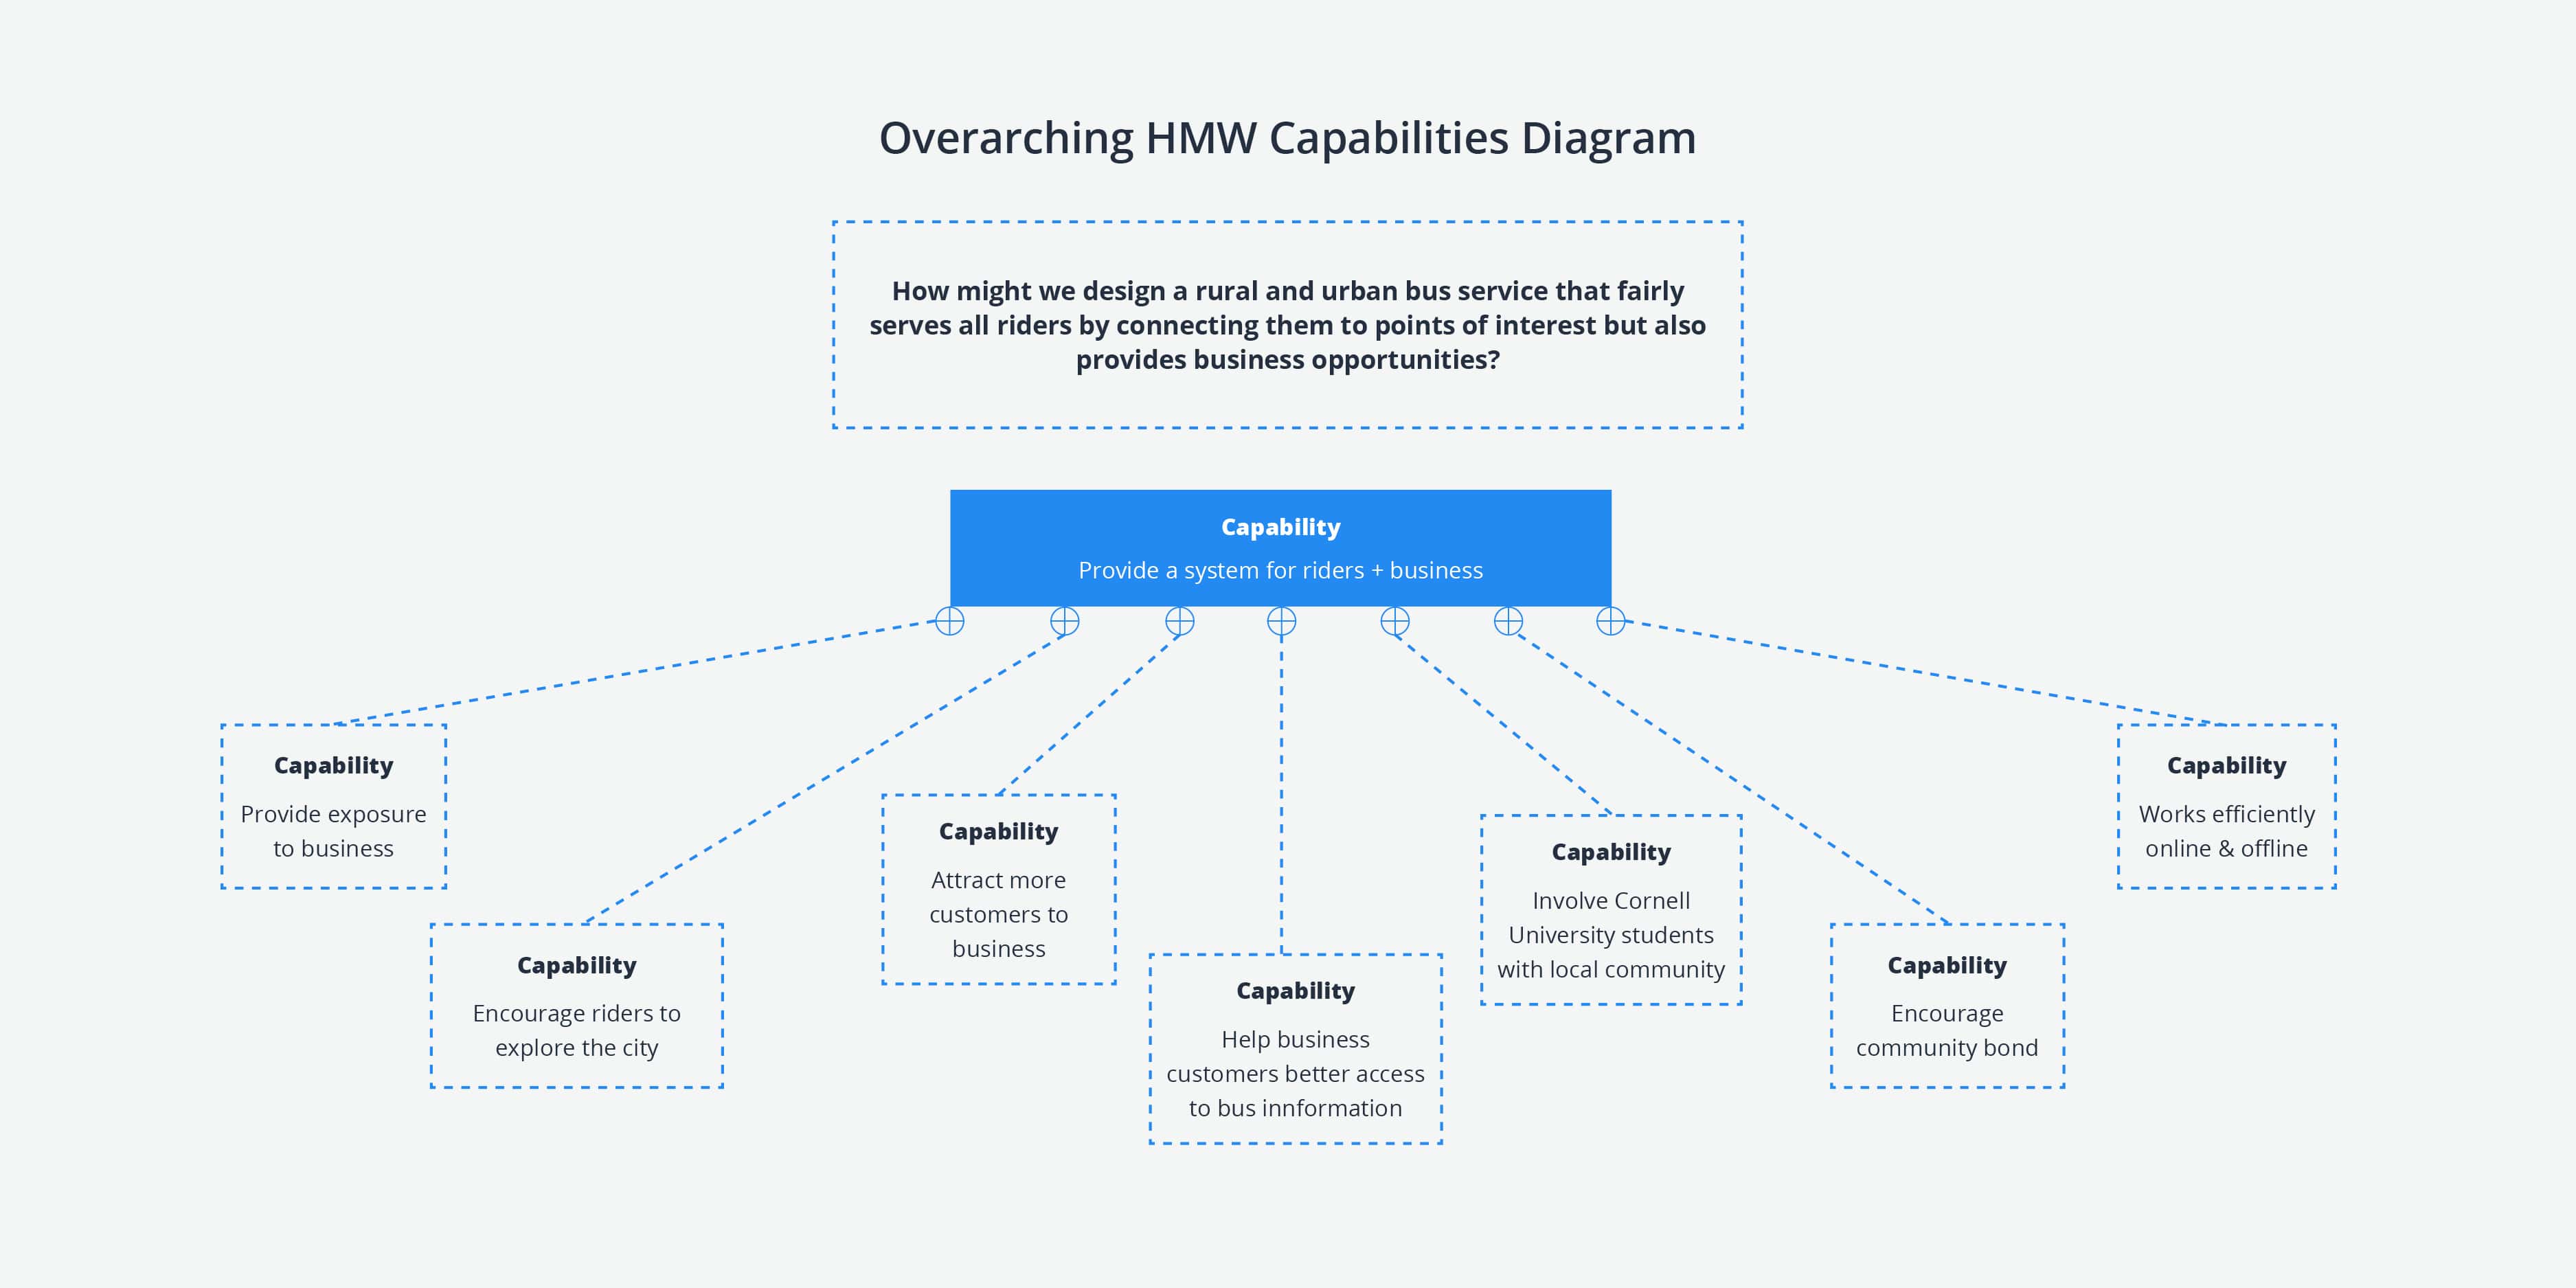 Overarching HMW Capabilities Diagram
How might we design a rural and urban bus service that fairly
serves all riders by connecting them to points of interest but also
provides business opportunities?
Capability
Provide a system for riders + business
Capability
Provide exposure
to business
Capability
Encourage riders to
explore the city
Capability
Attract more
customers to
business
Capability
Help business
customers better access
to bus innformation
Capability
Involve Cornell
University students
with local community
Capability
Encourage
community bond
Capability
Works efficiently
online & offline